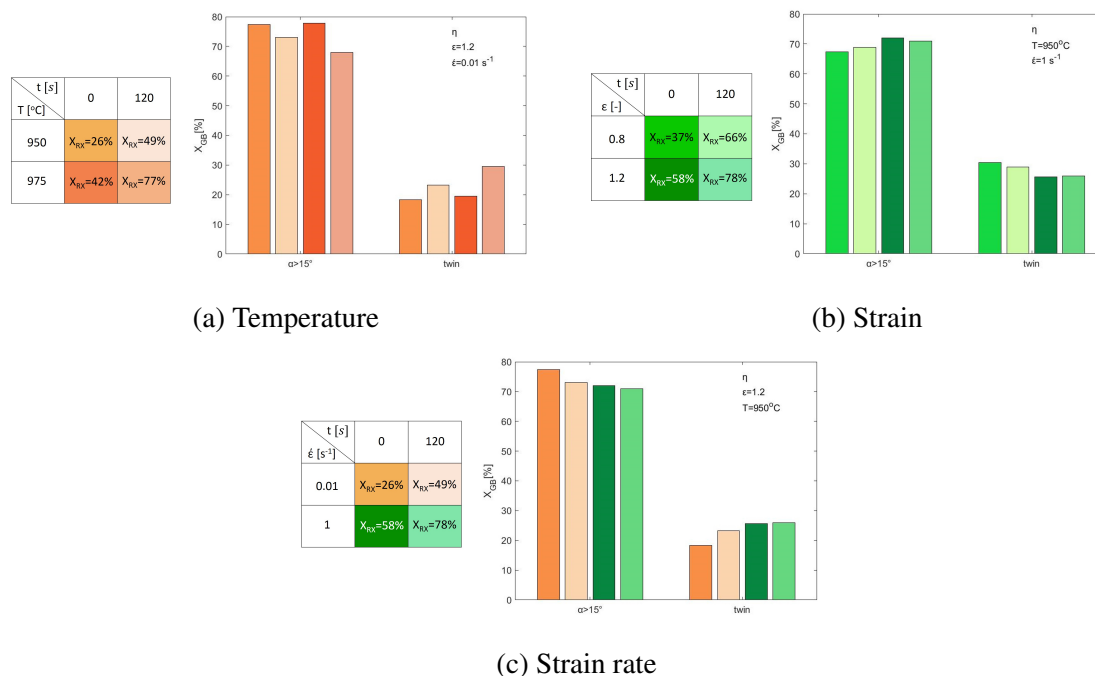 t [s]
T [°C]
0
120
950
X_RX=26%
X_RX=49%
975
X_RX=42%
X_RX=77%
X_GB[%]
80
70
60
50
40
30
20
10
0
η
ε=1.2
έ=0.01 s⁻¹
α>15°
twin
(a) Temperature
t [s]
ε [-]
0
120
0.8
X_RX=37%
X_RX=66%
1.2
X_RX=58%
X_RX=78%
X_GB[%]
80
70
60
50
40
30
20
10
0
η
T=950°C
έ=1 s⁻¹
α>15°
twin
(b) Strain
t [s]
έ [s⁻¹]
0
120
0.01
X_RX=26%
X_RX=49%
1
X_RX=58%
X_RX=78%
X_GB[%]
80
70
60
50
40
30
20
10
0
η
ε=1.2
T=950°C
α>15°
twin
(c) Strain rate